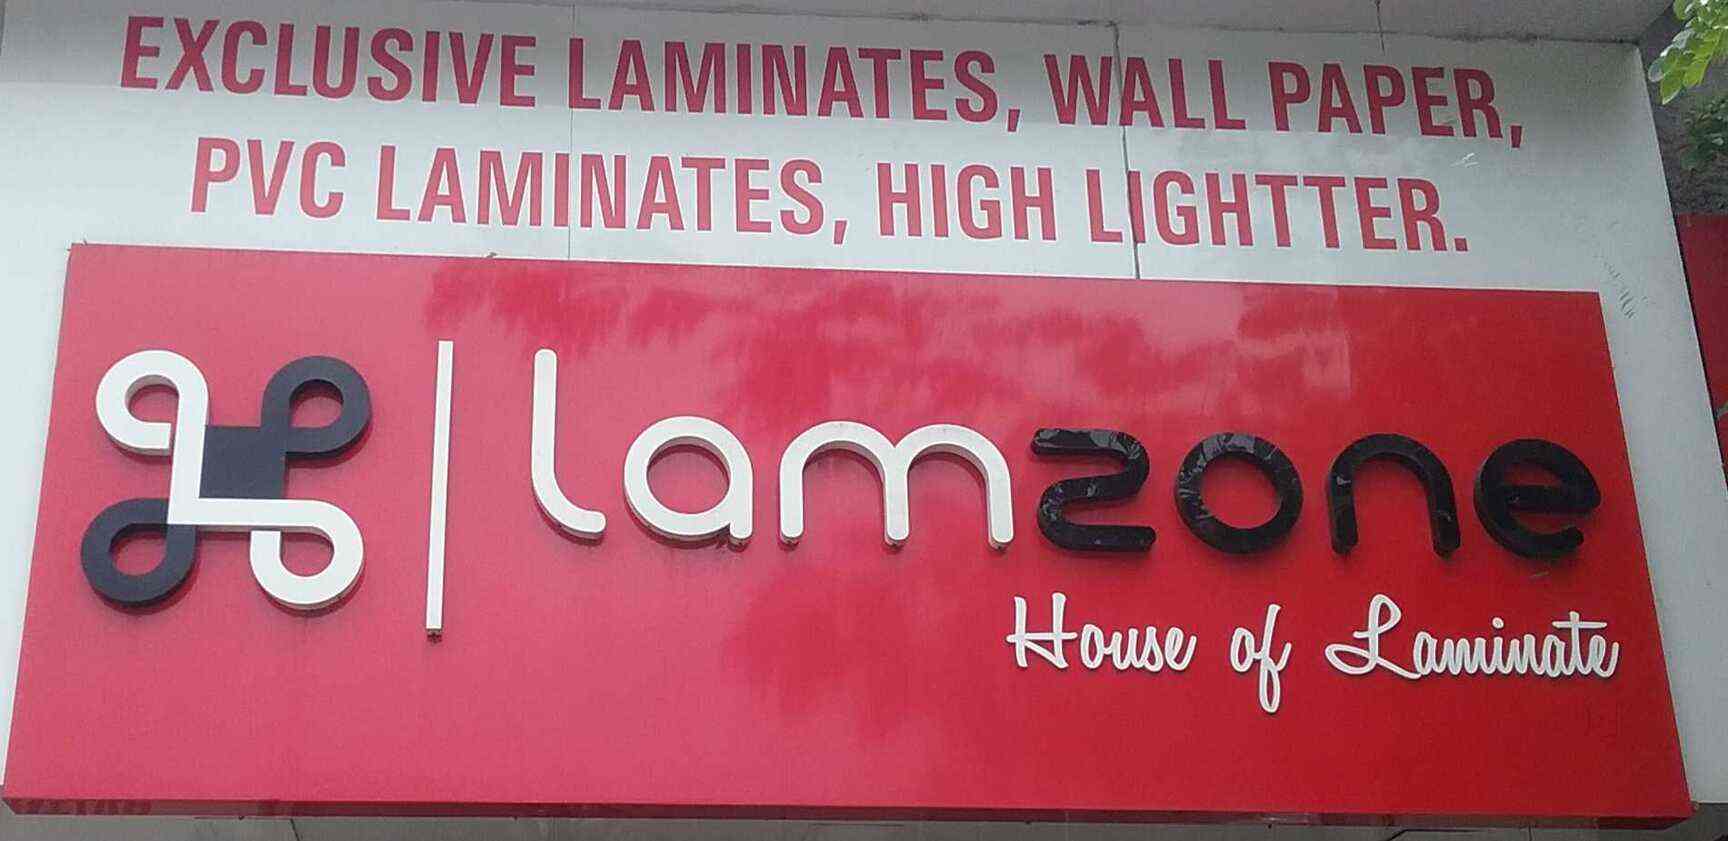 EXCLUSIVE LAMINATES, WALL PAPER,
PVC LAMINATES, HIGH LIGHTTER.
lamzone
House of Laminate